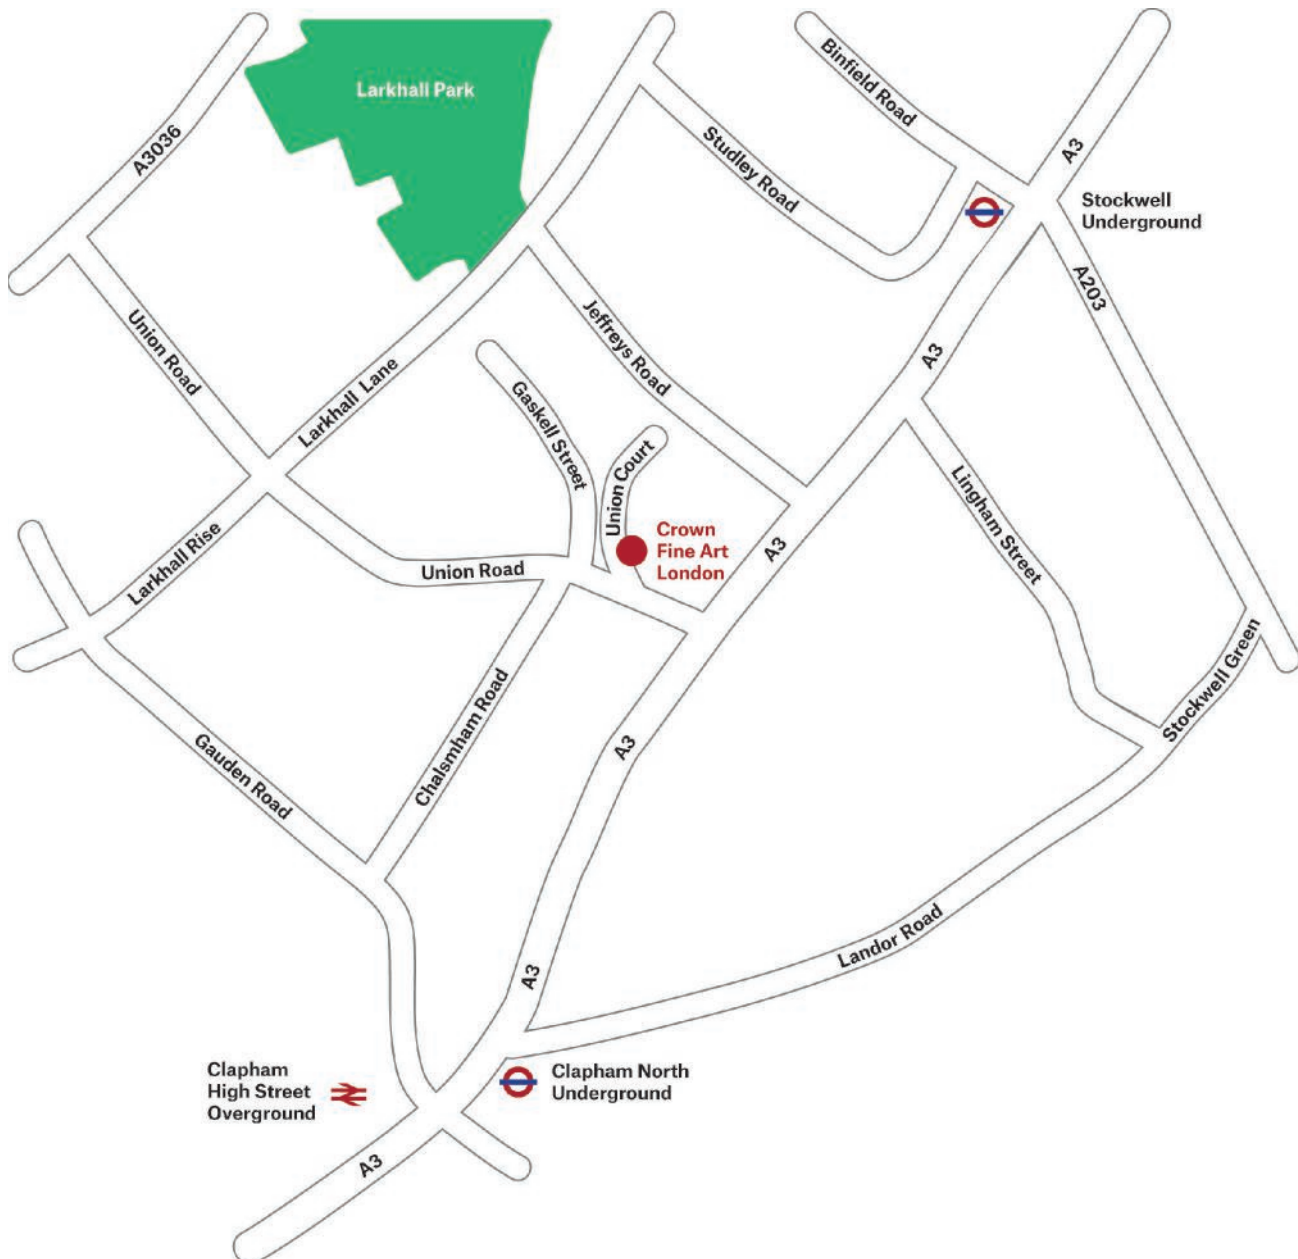 Larkhall Park
Binfield Road
A3036
A3
Studley Road
Stockwell
Underground
A203
Union Road
Jeffreys Road
A3
Larkhall Lane
Gaskell Street
Union Court
Lingham Street
Crown
Fine Art
London
A3
Larkhall Rise
Union Road
Stockwell Green
Chalsmham Road
A3
Gauden Road
Landor Road
A3
Clapham
High Street
Overground
Clapham North
Underground
A3